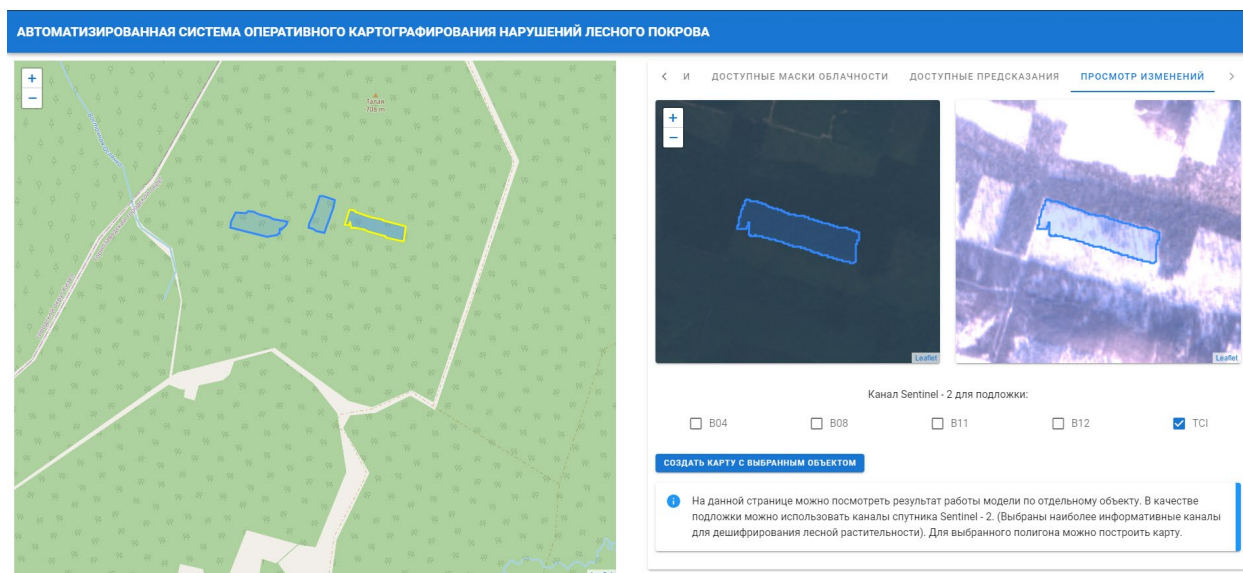 АВТОМАТИЗИРОВАННАЯ СИСТЕМА ОПЕРАТИВНОГО КАРТОГРАФИРОВАНИЯ НАРУШЕНИЙ ЛЕСНОГО ПОКРОВА
+
−
Талая
708 m
< И ДОСТУПНЫЕ МАСКИ ОБЛАЧНОСТИ ДОСТУПНЫЕ ПРЕДСКАЗАНИЯ ПРОСМОТР ИЗМЕНЕНИЙ >
+
−
Leaflet
Leaflet
Канал Sentinel - 2 для подложки:
B04 B08 B11 B12 TCI
СОЗДАТЬ КАРТУ С ВЫБРАННЫМ ОБЪЕКТОМ
На данной странице можно посмотреть результат работы модели по отдельному объекту. В качестве
подложки можно использовать каналы спутника Sentinel - 2. (Выбраны наиболее информативные каналы
для дешифрирования лесной растительности). Для выбранного полигона можно построить карту.